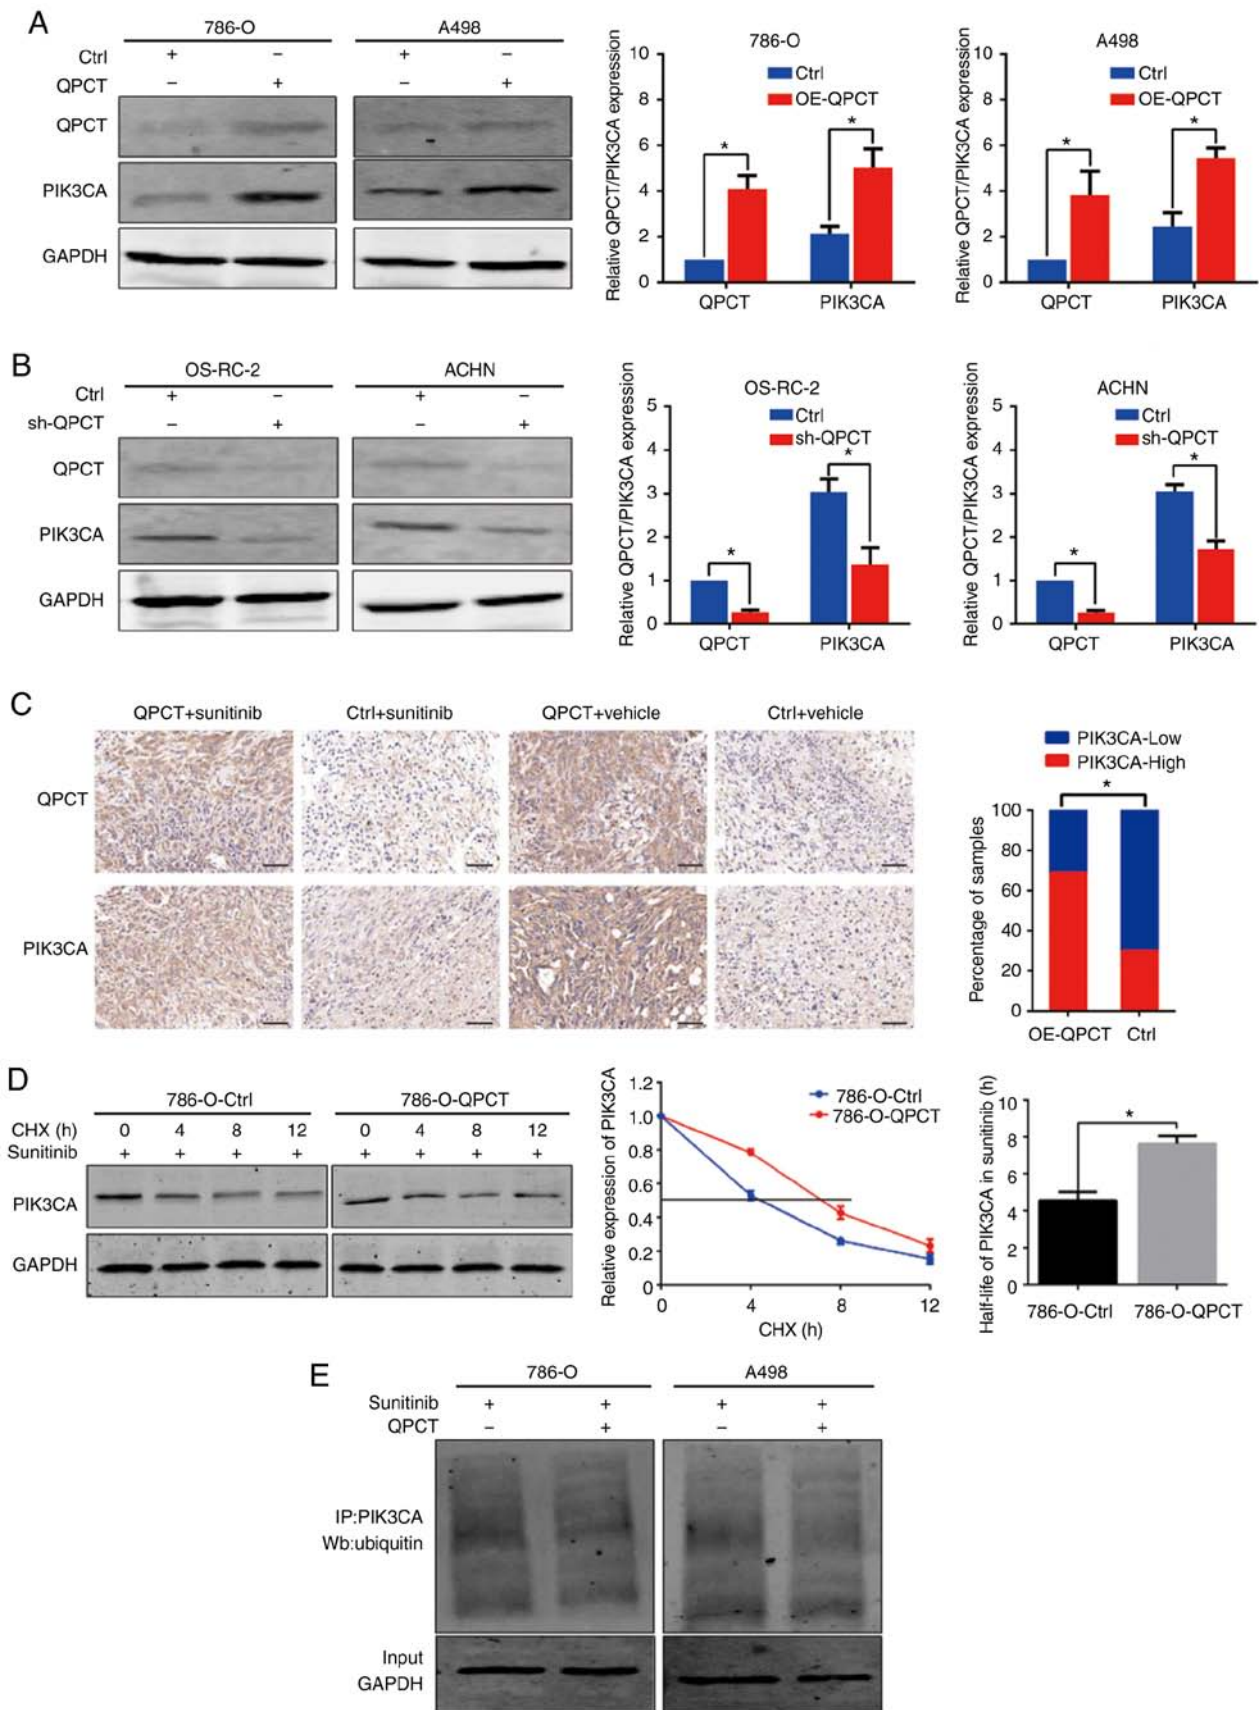 A
786-O
A498
Ctrl + – + –
QPCT – + – +
QPCT
PIK3CA
GAPDH
Relative QPCT/PIK3CA expression
10
8
6
4
2
0
786-O
Ctrl
OE-QPCT
*
*
QPCT
PIK3CA
Relative QPCT/PIK3CA expression
10
8
6
4
2
0
A498
Ctrl
OE-QPCT
*
*
QPCT
PIK3CA
B
OS-RC-2
ACHN
Ctrl + – + –
sh-QPCT – + – +
QPCT
PIK3CA
GAPDH
Relative QPCT/PIK3CA expression
5
4
3
2
1
0
OS-RC-2
Ctrl
sh-QPCT
*
*
QPCT
PIK3CA
Relative QPCT/PIK3CA expression
5
4
3
2
1
0
ACHN
Ctrl
sh-QPCT
*
*
QPCT
PIK3CA
C
QPCT+sunitinib
Ctrl+sunitinib
QPCT+vehicle
Ctrl+vehicle
QPCT
PIK3CA
PIK3CA-Low
PIK3CA-High
*
Percentage of samples
100
80
60
40
20
0
OE-QPCT
Ctrl
D
786-O-Ctrl
786-O-QPCT
CHX (h) 0 4 8 12 0 4 8 12
Sunitinib + + + + + + + +
PIK3CA
GAPDH
Relative expression of PIK3CA
1.2
1.0
0.8
0.6
0.4
0.2
0
786-O-Ctrl
786-O-QPCT
0 4 8 12
CHX (h)
Half-life of PIK3CA in sunitinib (h)
10
8
6
4
2
0
*
786-O-Ctrl
786-O-QPCT
E
786-O
A498
Sunitinib + + + +
QPCT – + – +
IP:PIK3CA
Wb:ubiquitin
Input
GAPDH